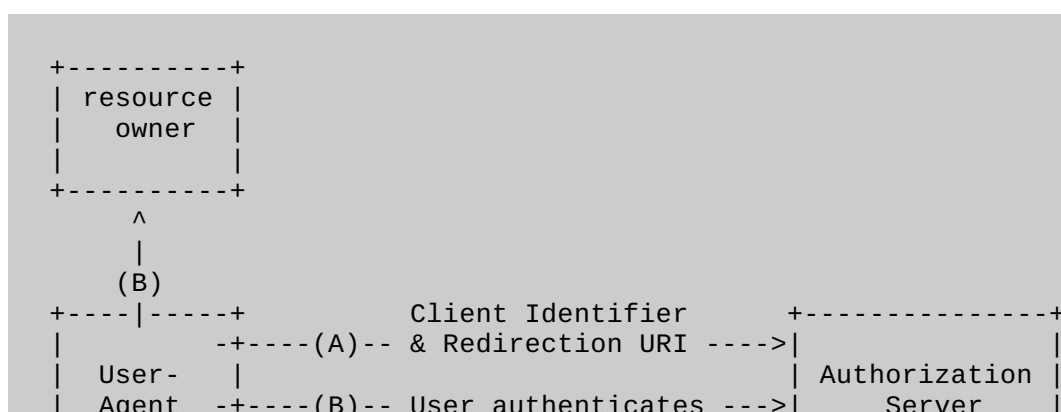 +----------+
| resource |
|   owner  |
|          |
+----------+
     ^
     |
    (B)
+----|-----+          Client Identifier      +---------------+
|         -+----(A)-- & Redirection URI ---->|               |
|  User-   |                                 | Authorization |
|  Agent  -+----(B)-- User authenticates --->|     Server    |